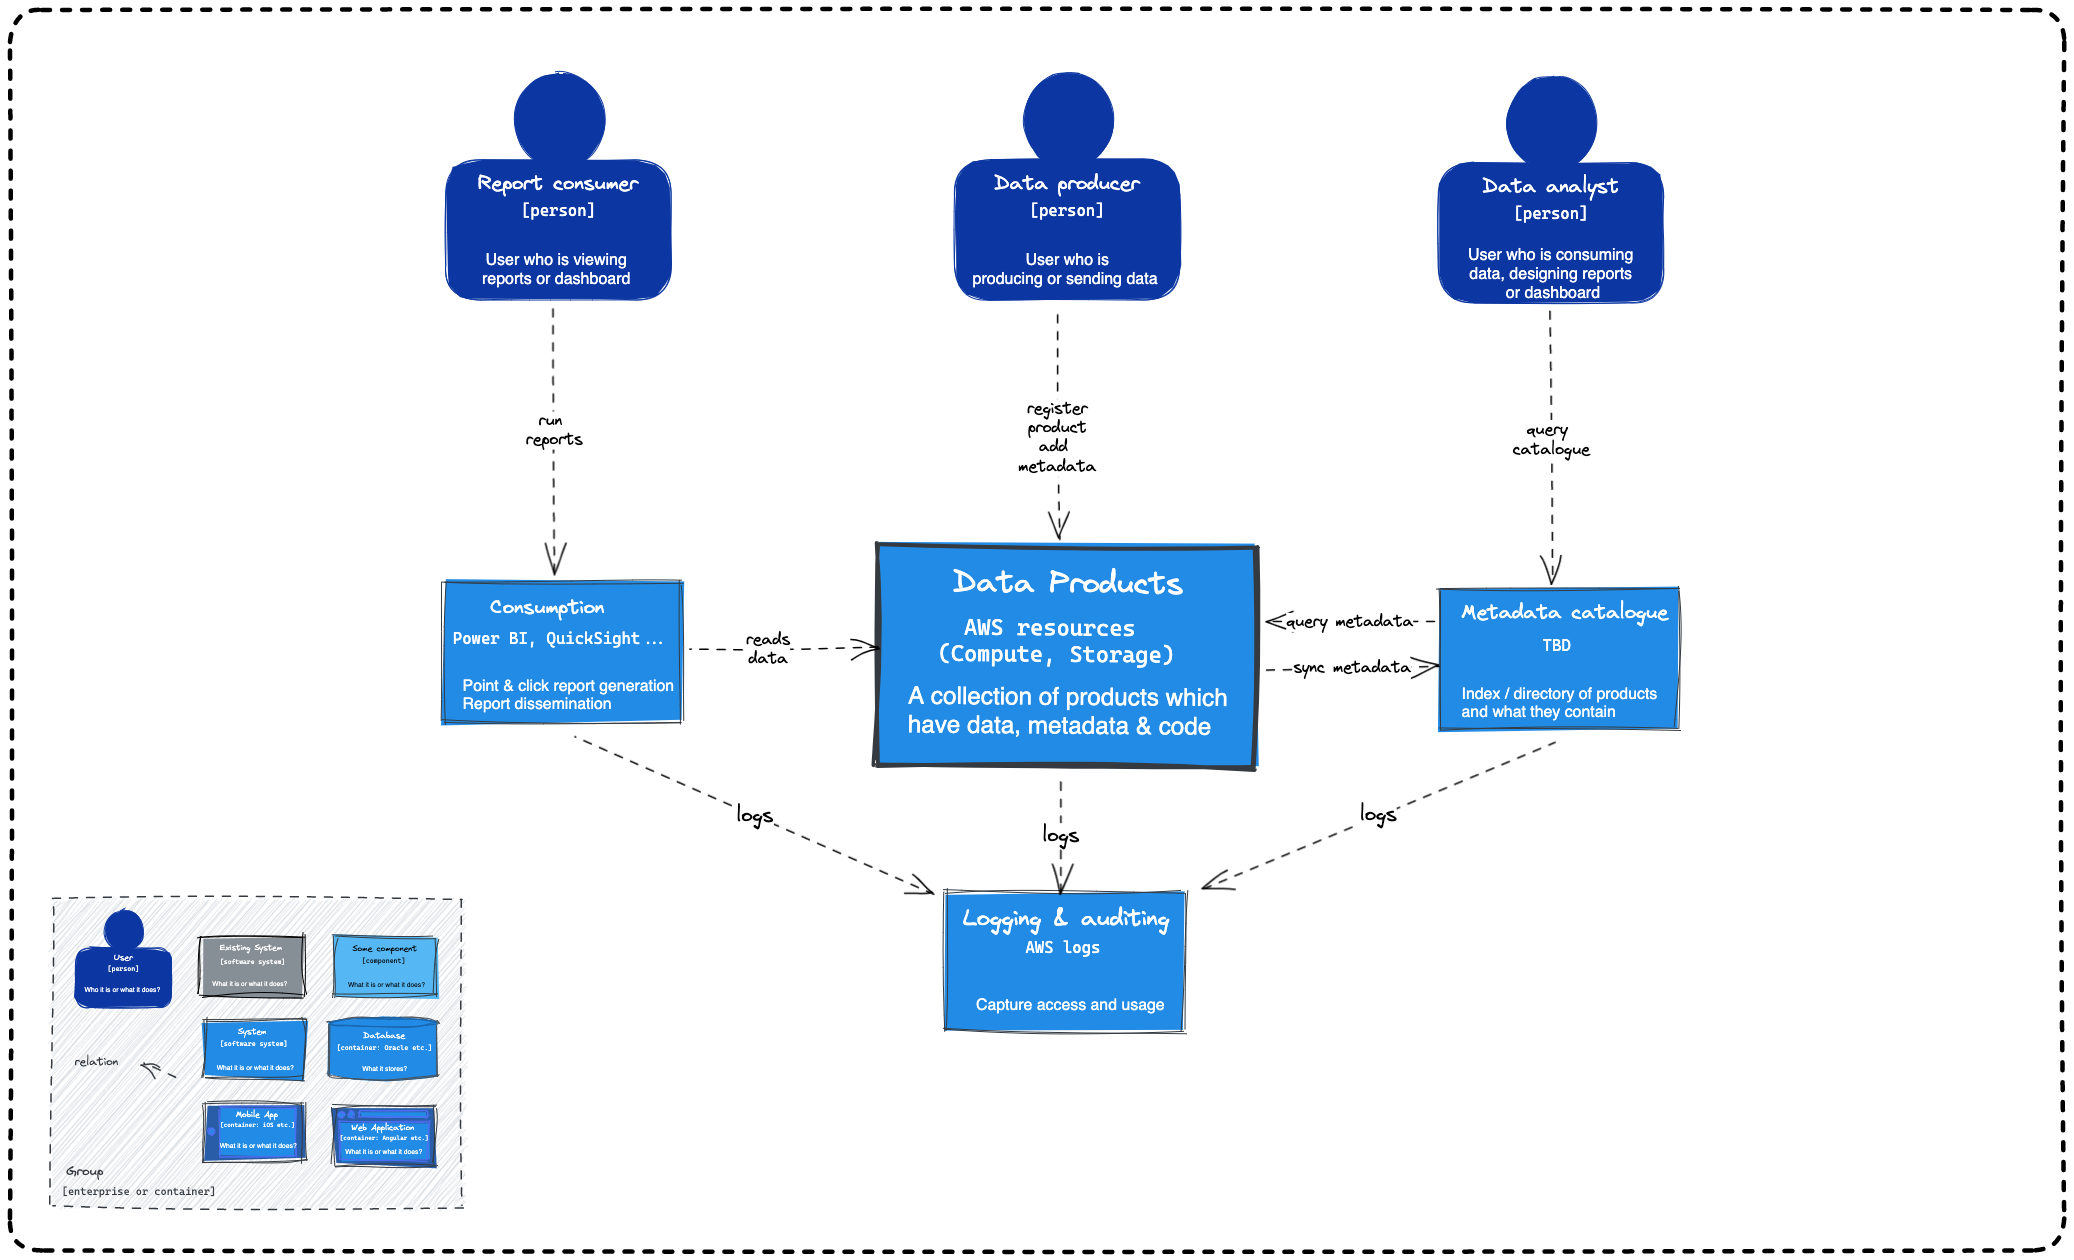 Report consumer
[person]
User who is viewing
reports or dashboard
Data producer
[person]
User who is
producing or sending data
Data analyst
[person]
User who is consuming
data, designing reports
or dashboard
run
reports
register
product
add
metadata
query
catalogue
Consumption
Power BI, QuickSight...
Point & click report generation
Report dissemination
reads
data
Data Products
AWS resources
(Compute, Storage)
A collection of products which
have data, metadata & code
query metadata
sync metadata
Metadata catalogue
TBD
Index / directory of products
and what they contain
logs
logs
logs
Logging & auditing
AWS logs
Capture access and usage
User
[person]
Who it is or what it does?
Existing System
[software system]
What it is or what it does?
Some component
[component]
What it is or what it does?
System
[software system]
What it is or what it does?
Database
[container: Oracle etc.]
What it stores?
relation
Mobile App
[container: iOS etc.]
What it is or what it does?
Web Application
[container: Angular etc.]
What it is or what it does?
Group
[enterprise or container]